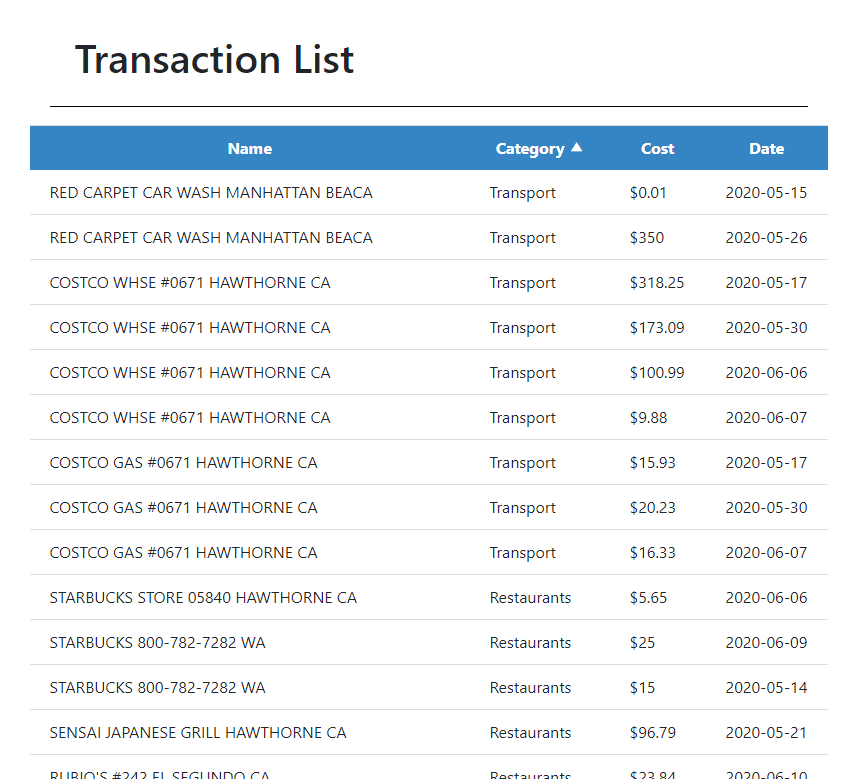 Transaction List
Name Category ▲ Cost Date
RED CARPET CAR WASH MANHATTAN BEACA Transport $0.01 2020-05-15
RED CARPET CAR WASH MANHATTAN BEACA Transport $350 2020-05-26
COSTCO WHSE #0671 HAWTHORNE CA Transport $318.25 2020-05-17
COSTCO WHSE #0671 HAWTHORNE CA Transport $173.09 2020-05-30
COSTCO WHSE #0671 HAWTHORNE CA Transport $100.99 2020-06-06
COSTCO WHSE #0671 HAWTHORNE CA Transport $9.88 2020-06-07
COSTCO GAS #0671 HAWTHORNE CA Transport $15.93 2020-05-17
COSTCO GAS #0671 HAWTHORNE CA Transport $20.23 2020-05-30
COSTCO GAS #0671 HAWTHORNE CA Transport $16.33 2020-06-07
STARBUCKS STORE 05840 HAWTHORNE CA Restaurants $5.65 2020-06-06
STARBUCKS 800-782-7282 WA Restaurants $25 2020-06-09
STARBUCKS 800-782-7282 WA Restaurants $15 2020-05-14
SENSAI JAPANESE GRILL HAWTHORNE CA Restaurants $96.79 2020-05-21
RUBIO'S #242 EL SEGUNDO CA Restaurants $23.84 2020-06-10